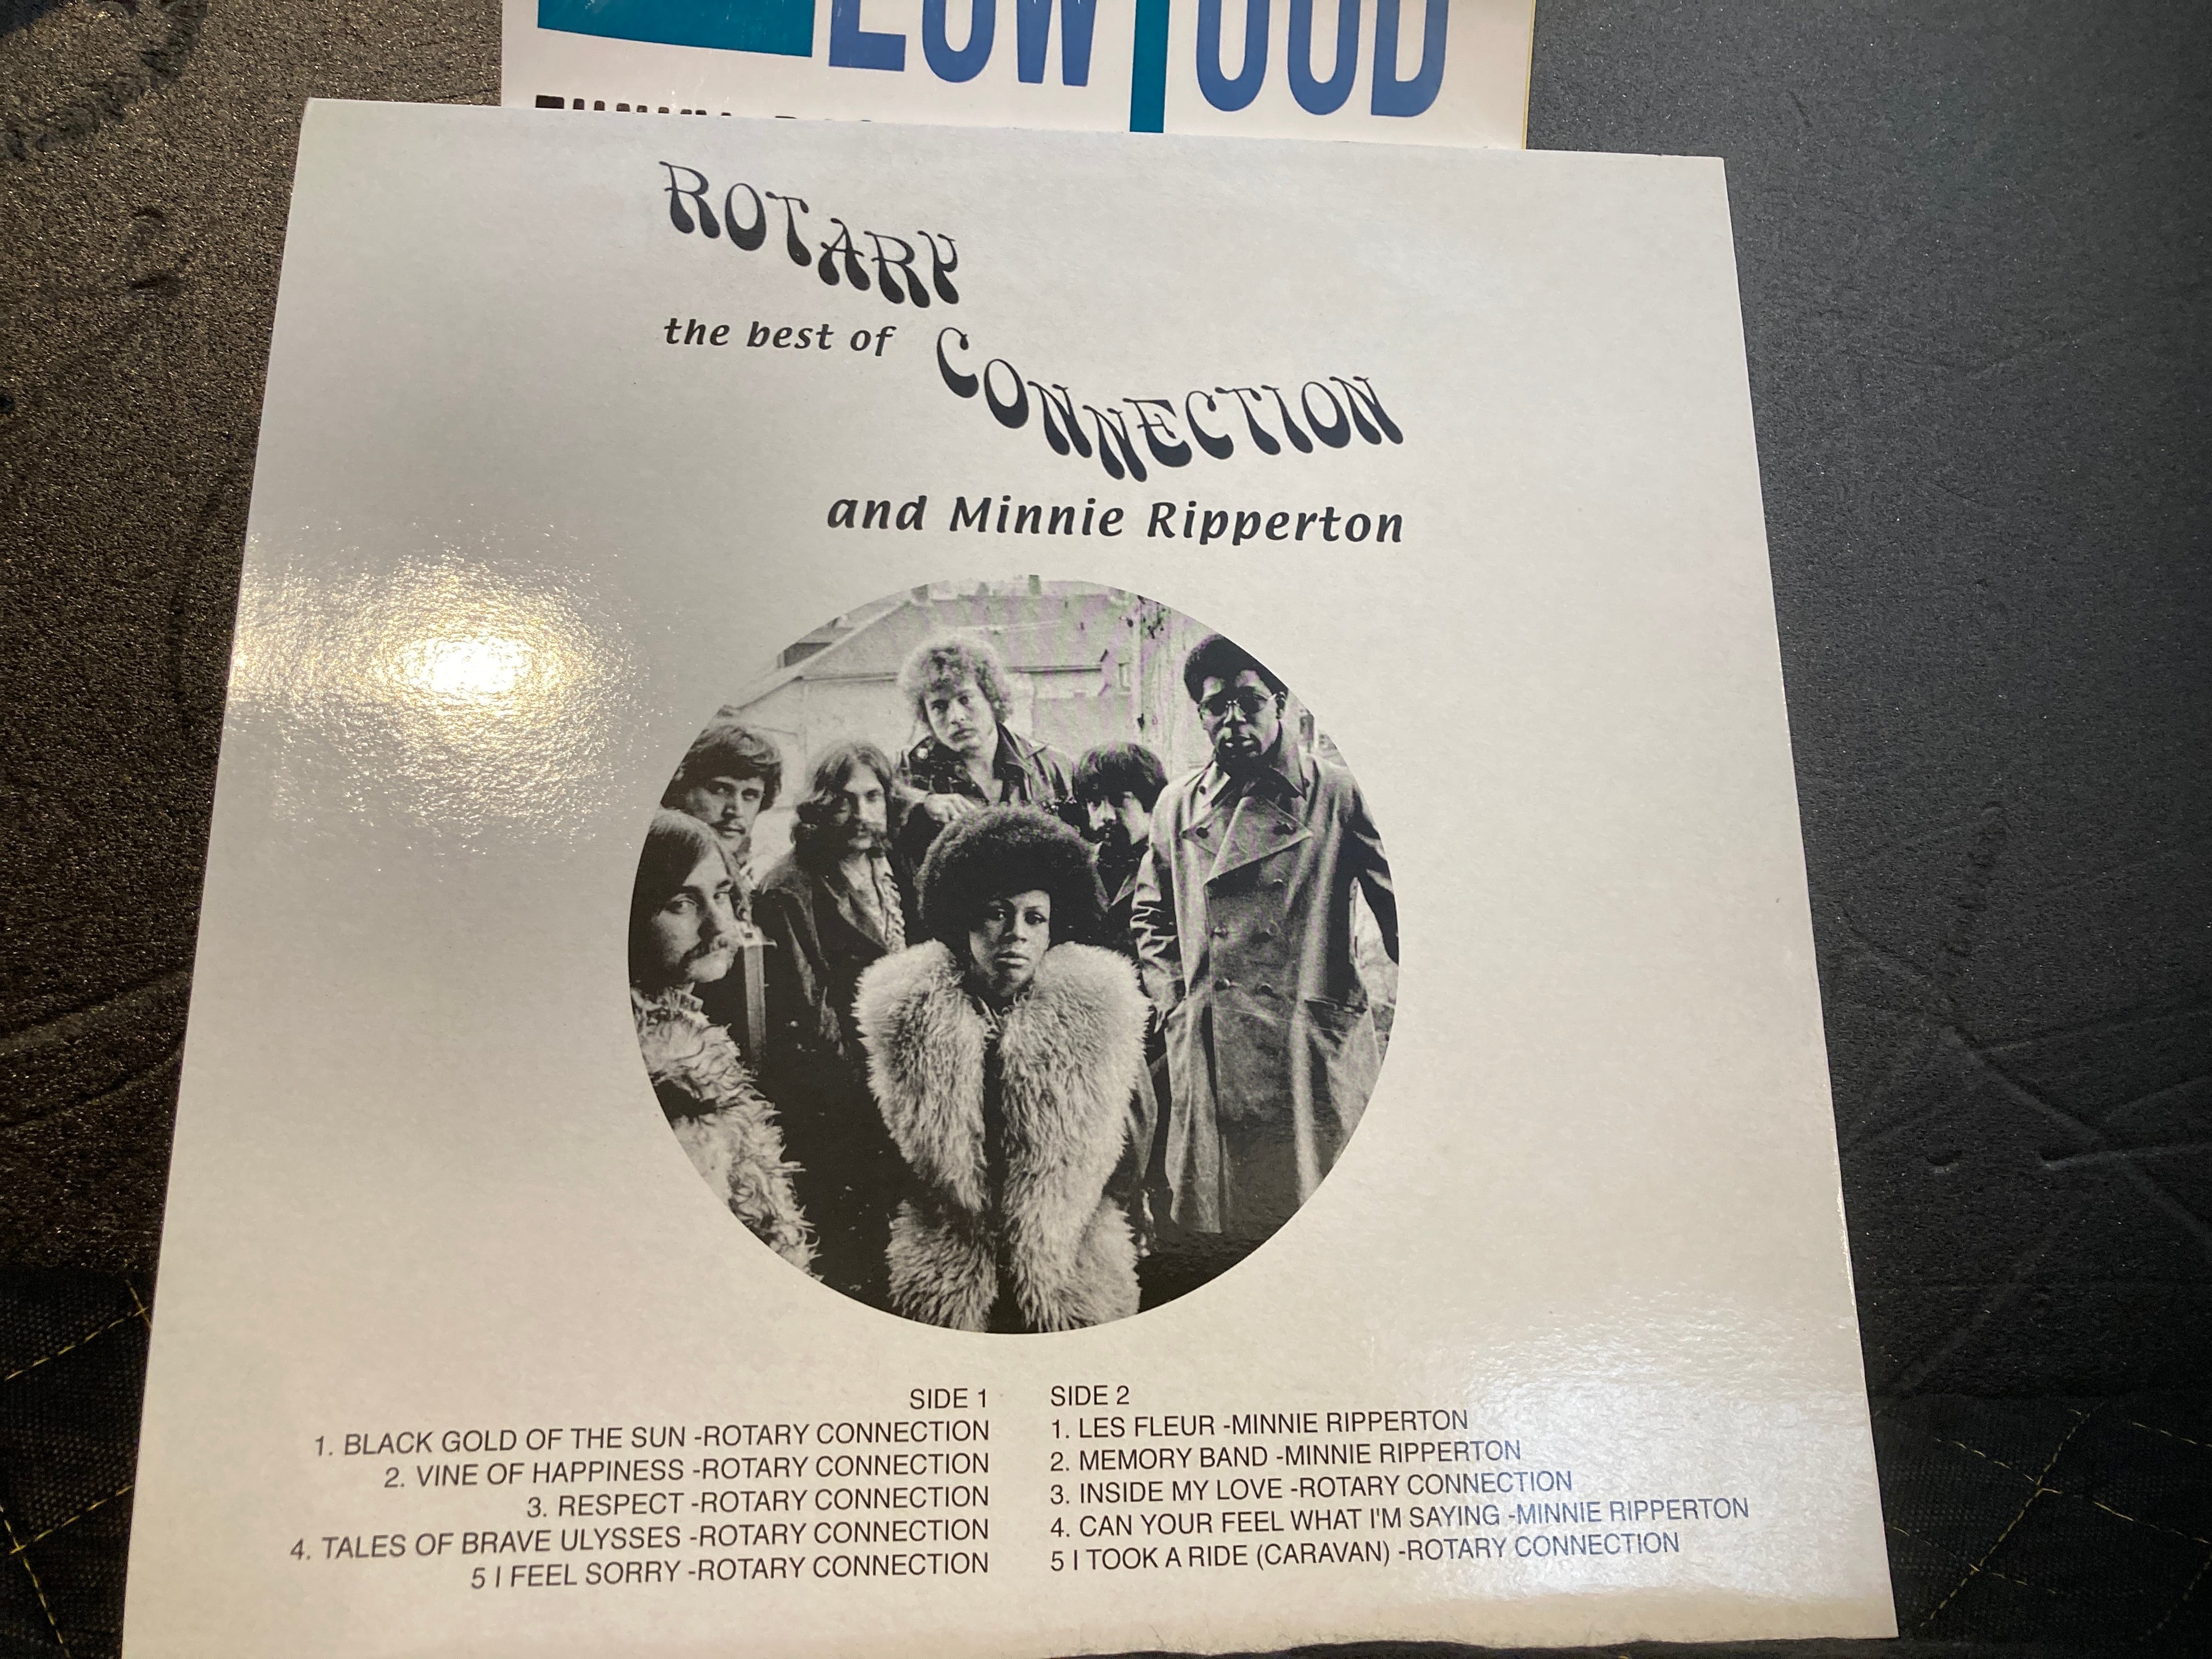 ROTARY
the best of CONNECTION
and Minnie Ripperton
SIDE 1
1. BLACK GOLD OF THE SUN -ROTARY CONNECTION
2. VINE OF HAPPINESS -ROTARY CONNECTION
3. RESPECT -ROTARY CONNECTION
4. TALES OF BRAVE ULYSSES -ROTARY CONNECTION
5 I FEEL SORRY -ROTARY CONNECTION
SIDE 2
1. LES FLEUR -MINNIE RIPPERTON
2. MEMORY BAND -MINNIE RIPPERTON
3. INSIDE MY LOVE -ROTARY CONNECTION
4. CAN YOUR FEEL WHAT I'M SAYING -MINNIE RIPPERTON
5 I TOOK A RIDE (CARAVAN) -ROTARY CONNECTION